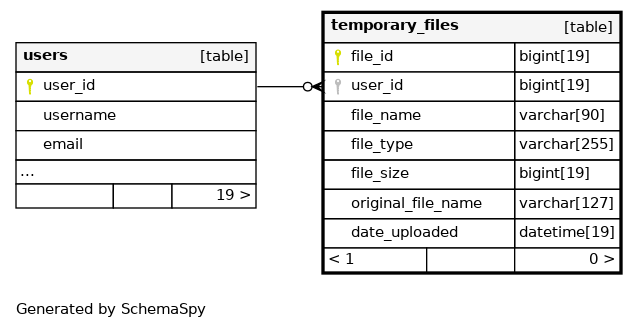 users [table]
user_id
username
email
...
19 >
temporary_files [table]
file_id bigint[19]
user_id bigint[19]
file_name varchar[90]
file_type varchar[255]
file_size bigint[19]
original_file_name varchar[127]
date_uploaded datetime[19]
< 1 0 >
Generated by SchemaSpy